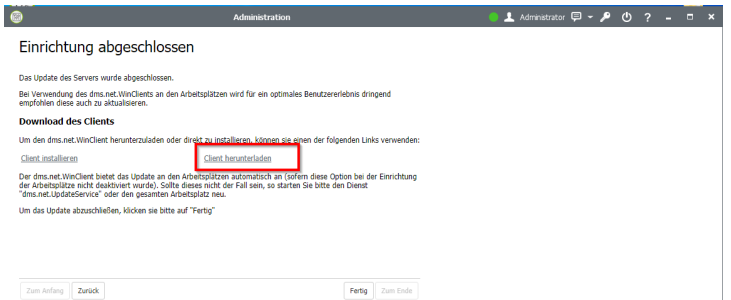 Administration
Administrator
?
Einrichtung abgeschlossen
Das Update des Servers wurde abgeschlossen.
Bei Verwendung des dms.net.WinClients an den Arbeitsplätzen wird für ein optimales Benutzererlebnis dringend
empfohlen diese auch zu aktualisieren.
Download des Clients
Um den dms.net.WinClient herunterzuladen oder direkt zu installieren, können sie einen der folgenden Links verwenden:
Client installieren
Client herunterladen
Der dms.net.WinClient bietet das Update an den Arbeitsplätzen automatisch an (sofern diese Option bei der Einrichtung
der Arbeitsplätze nicht deaktiviert wurde). Sollte dieses nicht der Fall sein, so starten Sie bitte den Dienst
"dms.net.UpdateService" oder den gesamten Arbeitsplatz neu.
Um das Update abzuschließen, klicken sie bitte auf "Fertig"
Zum Anfang
Zurück
Fertig
Zum Ende